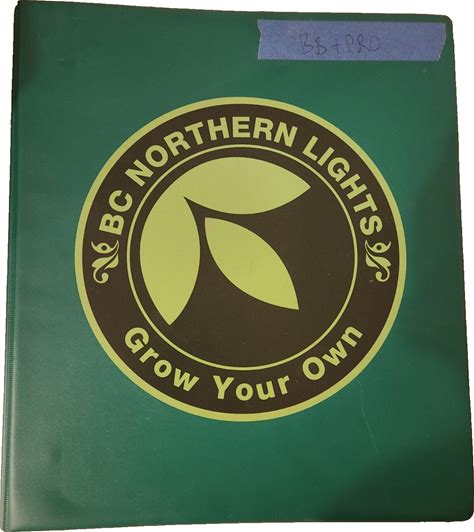 BB + PRO
BC NORTHERN LIGHTS
Grow Your Own